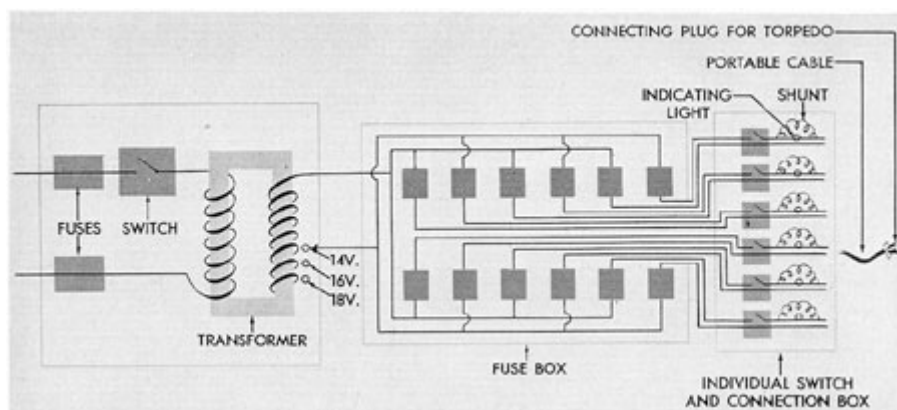 CONNECTING PLUG FOR TORPEDO
PORTABLE CABLE
INDICATING
LIGHT
SHUNT
FUSES
SWITCH
14V.
16V.
18V.
TRANSFORMER
FUSE BOX
INDIVIDUAL SWITCH
AND CONNECTION BOX